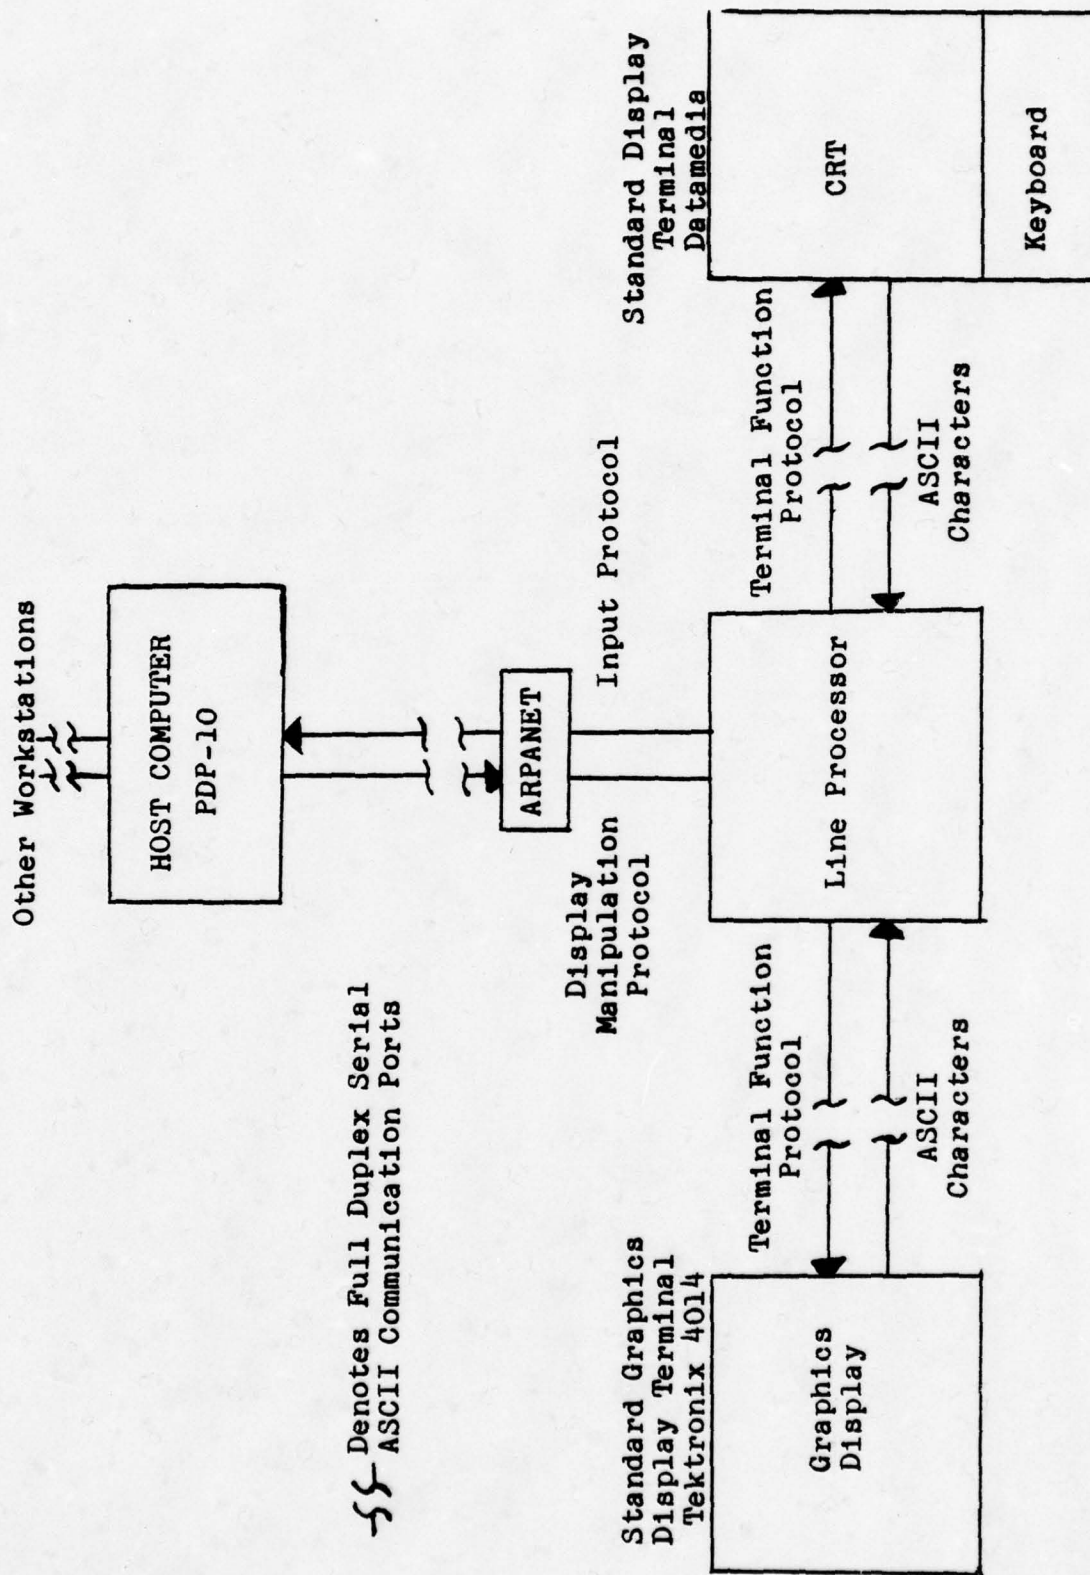 Other Workstations
HOST COMPUTER
PDP-10
Denotes Full Duplex Serial
ASCII Communication Ports
ARPANET
Display
Manipulation
Protocol
Input Protocol
Standard Graphics
Display Terminal
Tektronix 4014
Graphics
Display
Terminal Function
Protocol
ASCII
Characters
Line Processor
Terminal Function
Protocol
ASCII
Characters
Standard Display
Terminal
Datamedia
CRT
Keyboard